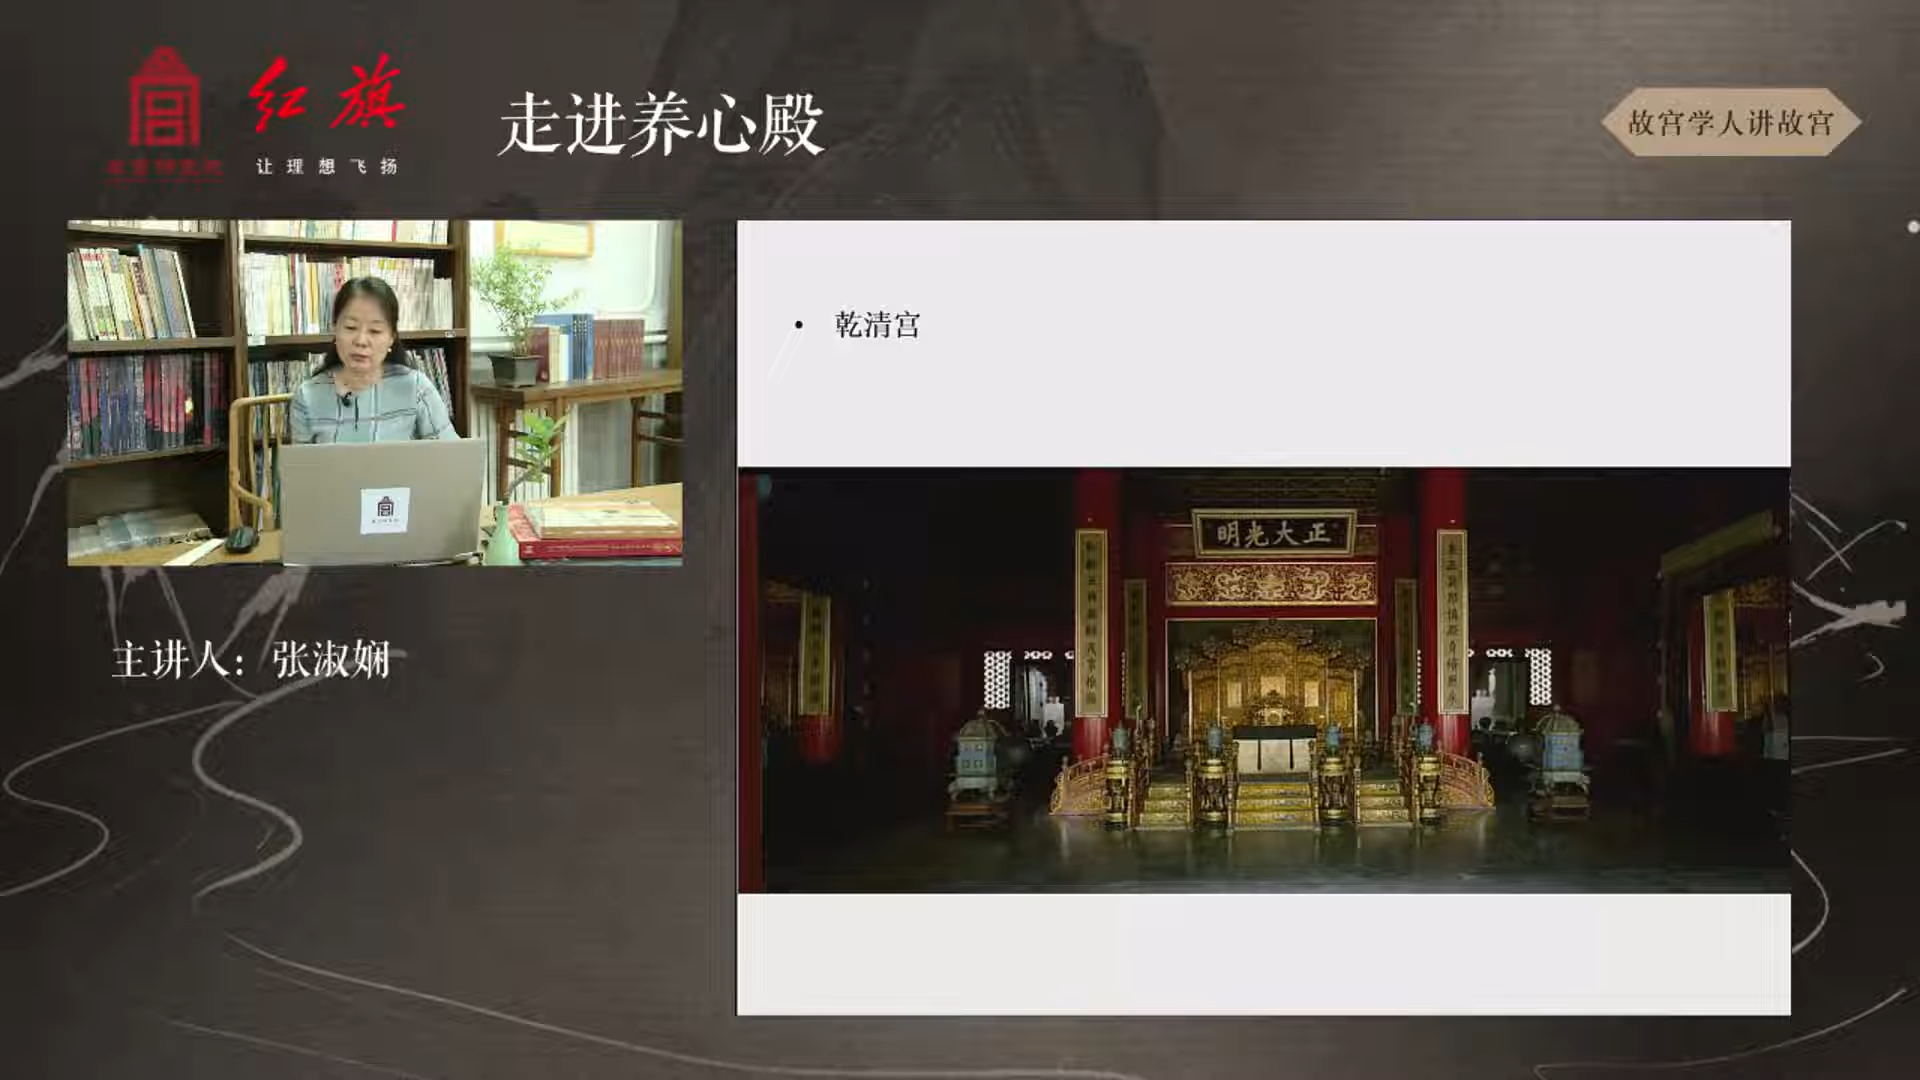 红旗
让理想飞扬
走进养心殿
故宫学人讲故宫
乾清宫
明光大正
主讲人：张淑娴